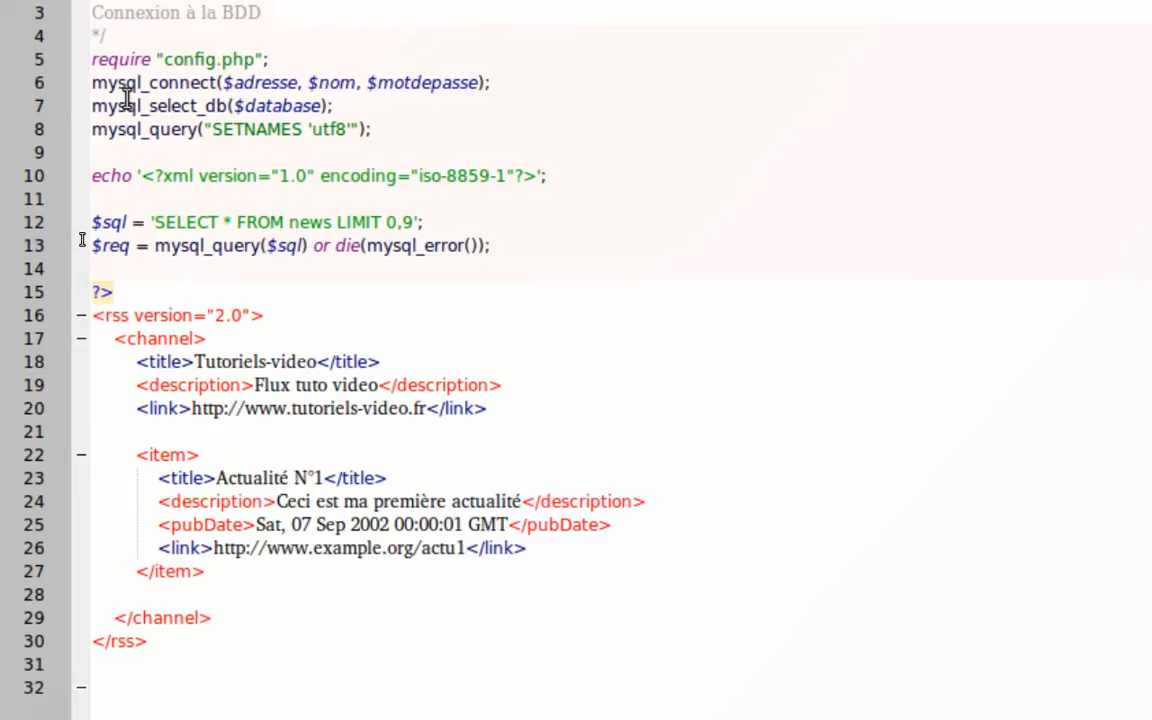 3 Connexion à la BDD
4 */
5 require "config.php";
6 mysql_connect($adresse, $nom, $motdepasse);
7 mysql_select_db($database);
8 mysql_query("SETNAMES 'utf8'");
9
10 echo '<?xml version="1.0" encoding="iso-8859-1"?>';
11
12 $sql = 'SELECT * FROM news LIMIT 0,9';
13 $req = mysql_query($sql) or die(mysql_error());
14
15 ?>
16 <rss version="2.0">
17 <channel>
18 <title>Tutoriels-video</title>
19 <description>Flux tuto video</description>
20 <link>http://www.tutoriels-video.fr</link>
21
22 <item>
23 <title>Actualité N°1</title>
24 <description>Ceci est ma première actualité</description>
25 <pubDate>Sat, 07 Sep 2002 00:00:01 GMT</pubDate>
26 <link>http://www.example.org/actu1</link>
27 </item>
28
29 </channel>
30 </rss>
31
32